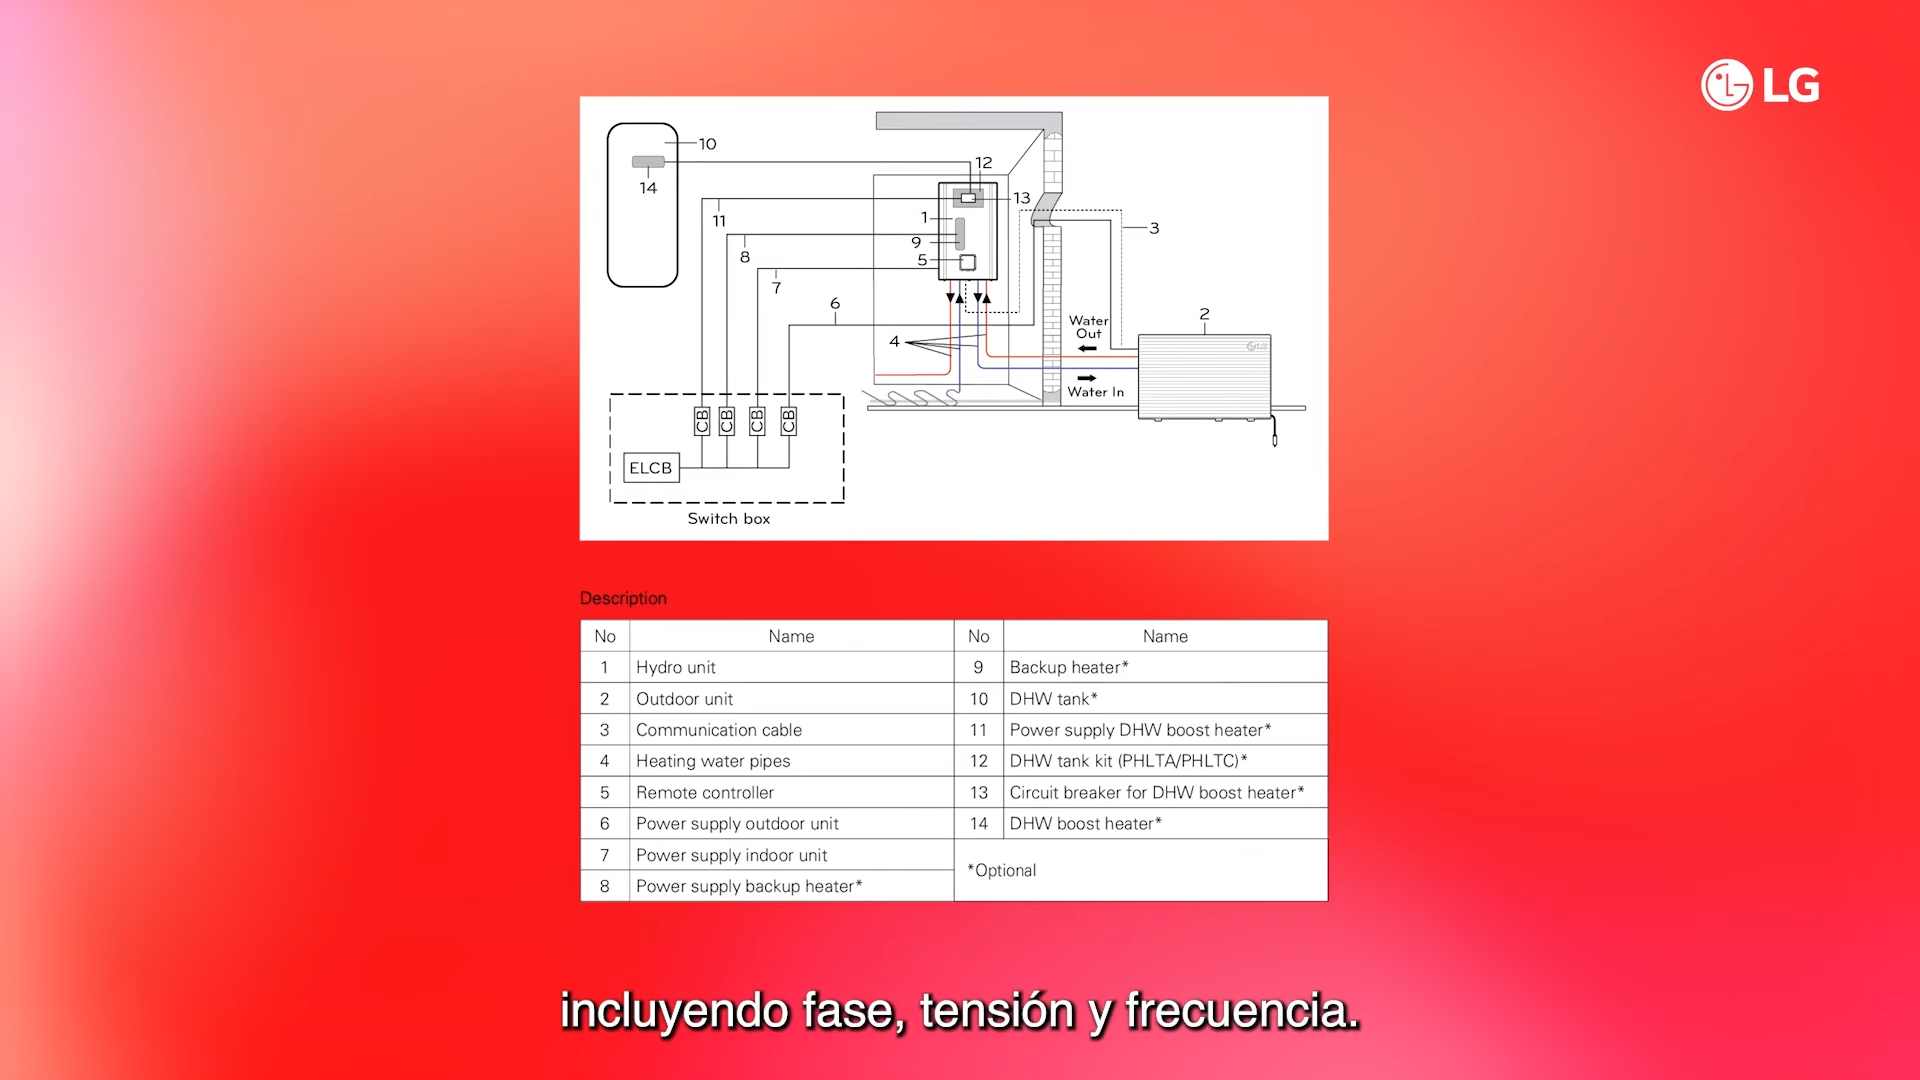 LG
10
14
12
13
11
1
3
9
8
5
7
6
2
Water
Out
4
LG
Water In
CB CB CB CB
ELCB
Switch box
Description
No Name No Name
1 Hydro unit 9 Backup heater*
2 Outdoor unit 10 DHW tank*
3 Communication cable 11 Power supply DHW boost heater*
4 Heating water pipes 12 DHW tank kit (PHLTA/PHLTC)*
5 Remote controller 13 Circuit breaker for DHW boost heater*
6 Power supply outdoor unit 14 DHW boost heater*
7 Power supply indoor unit
*Optional
8 Power supply backup heater*
incluyendo fase, tensión y frecuencia.